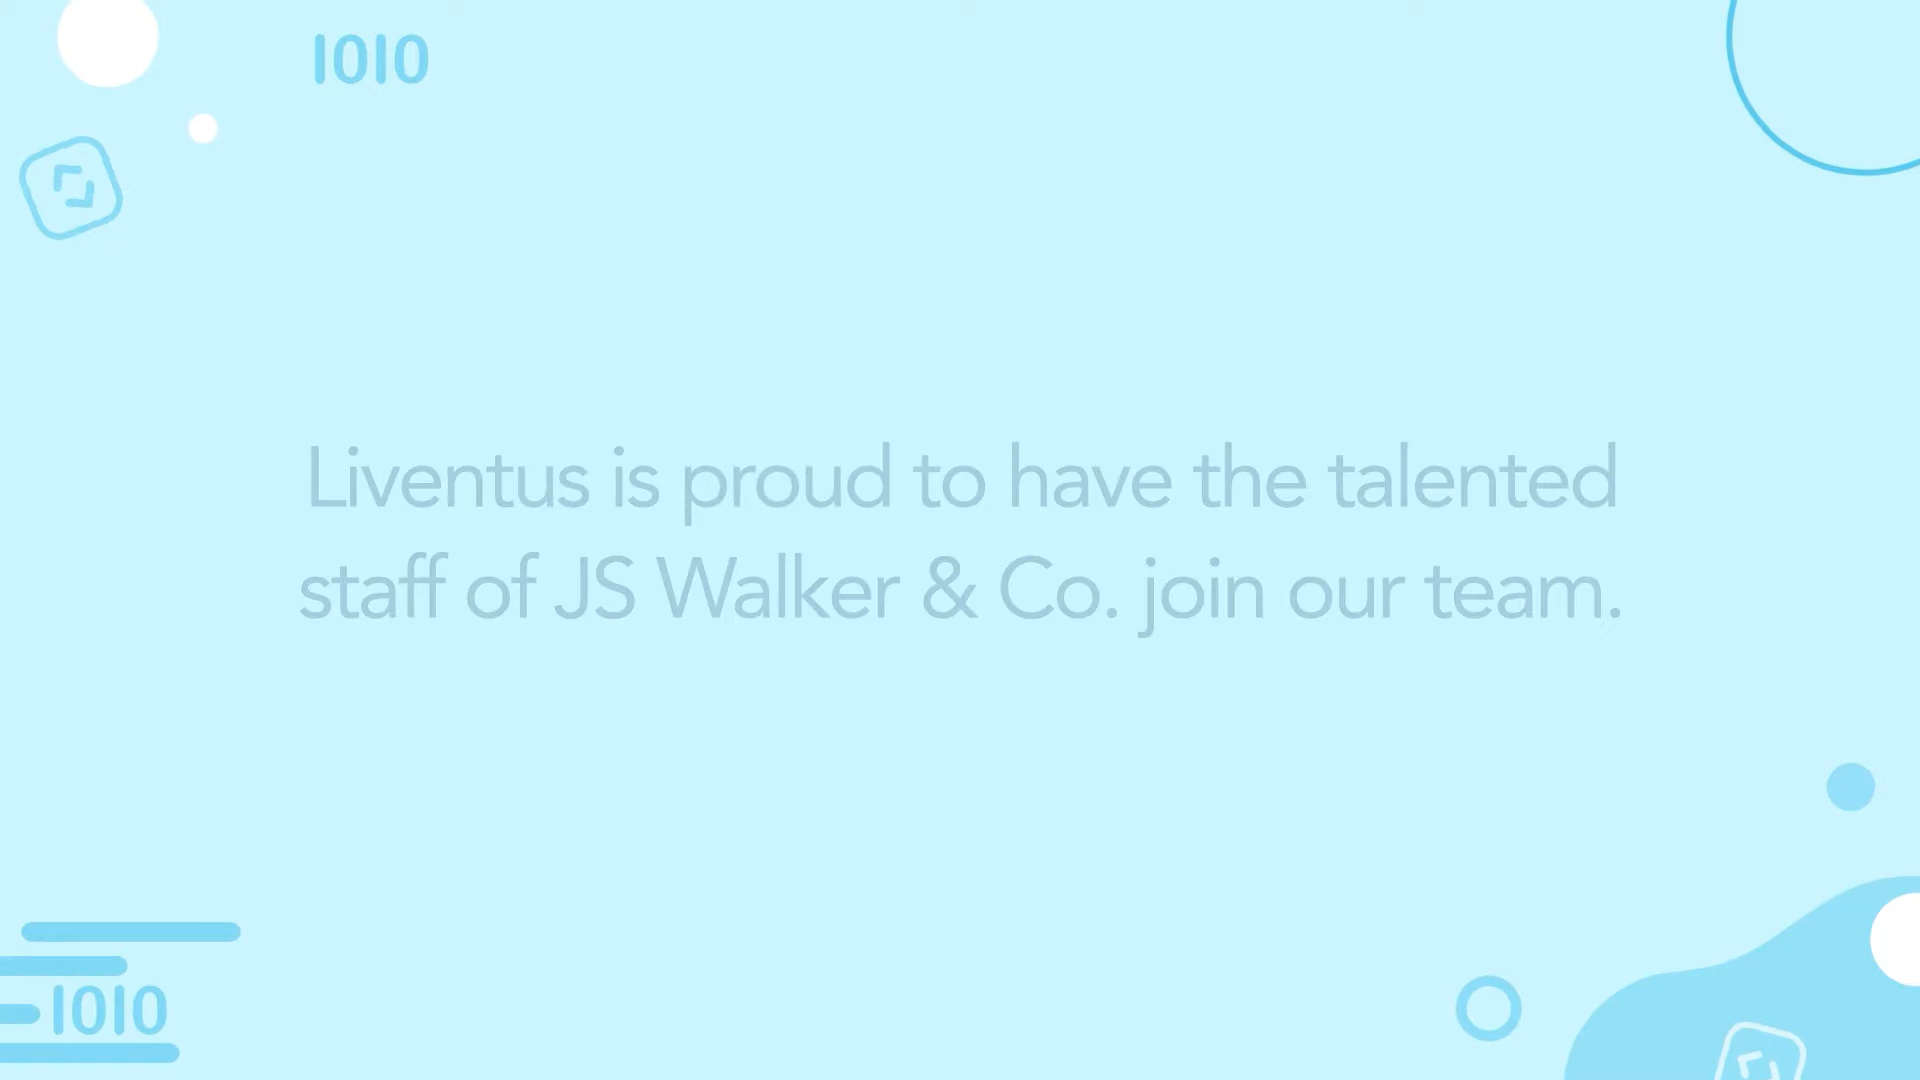 1010
Liventus is proud to have the talented
staff of JS Walker & Co. join our team.
1010